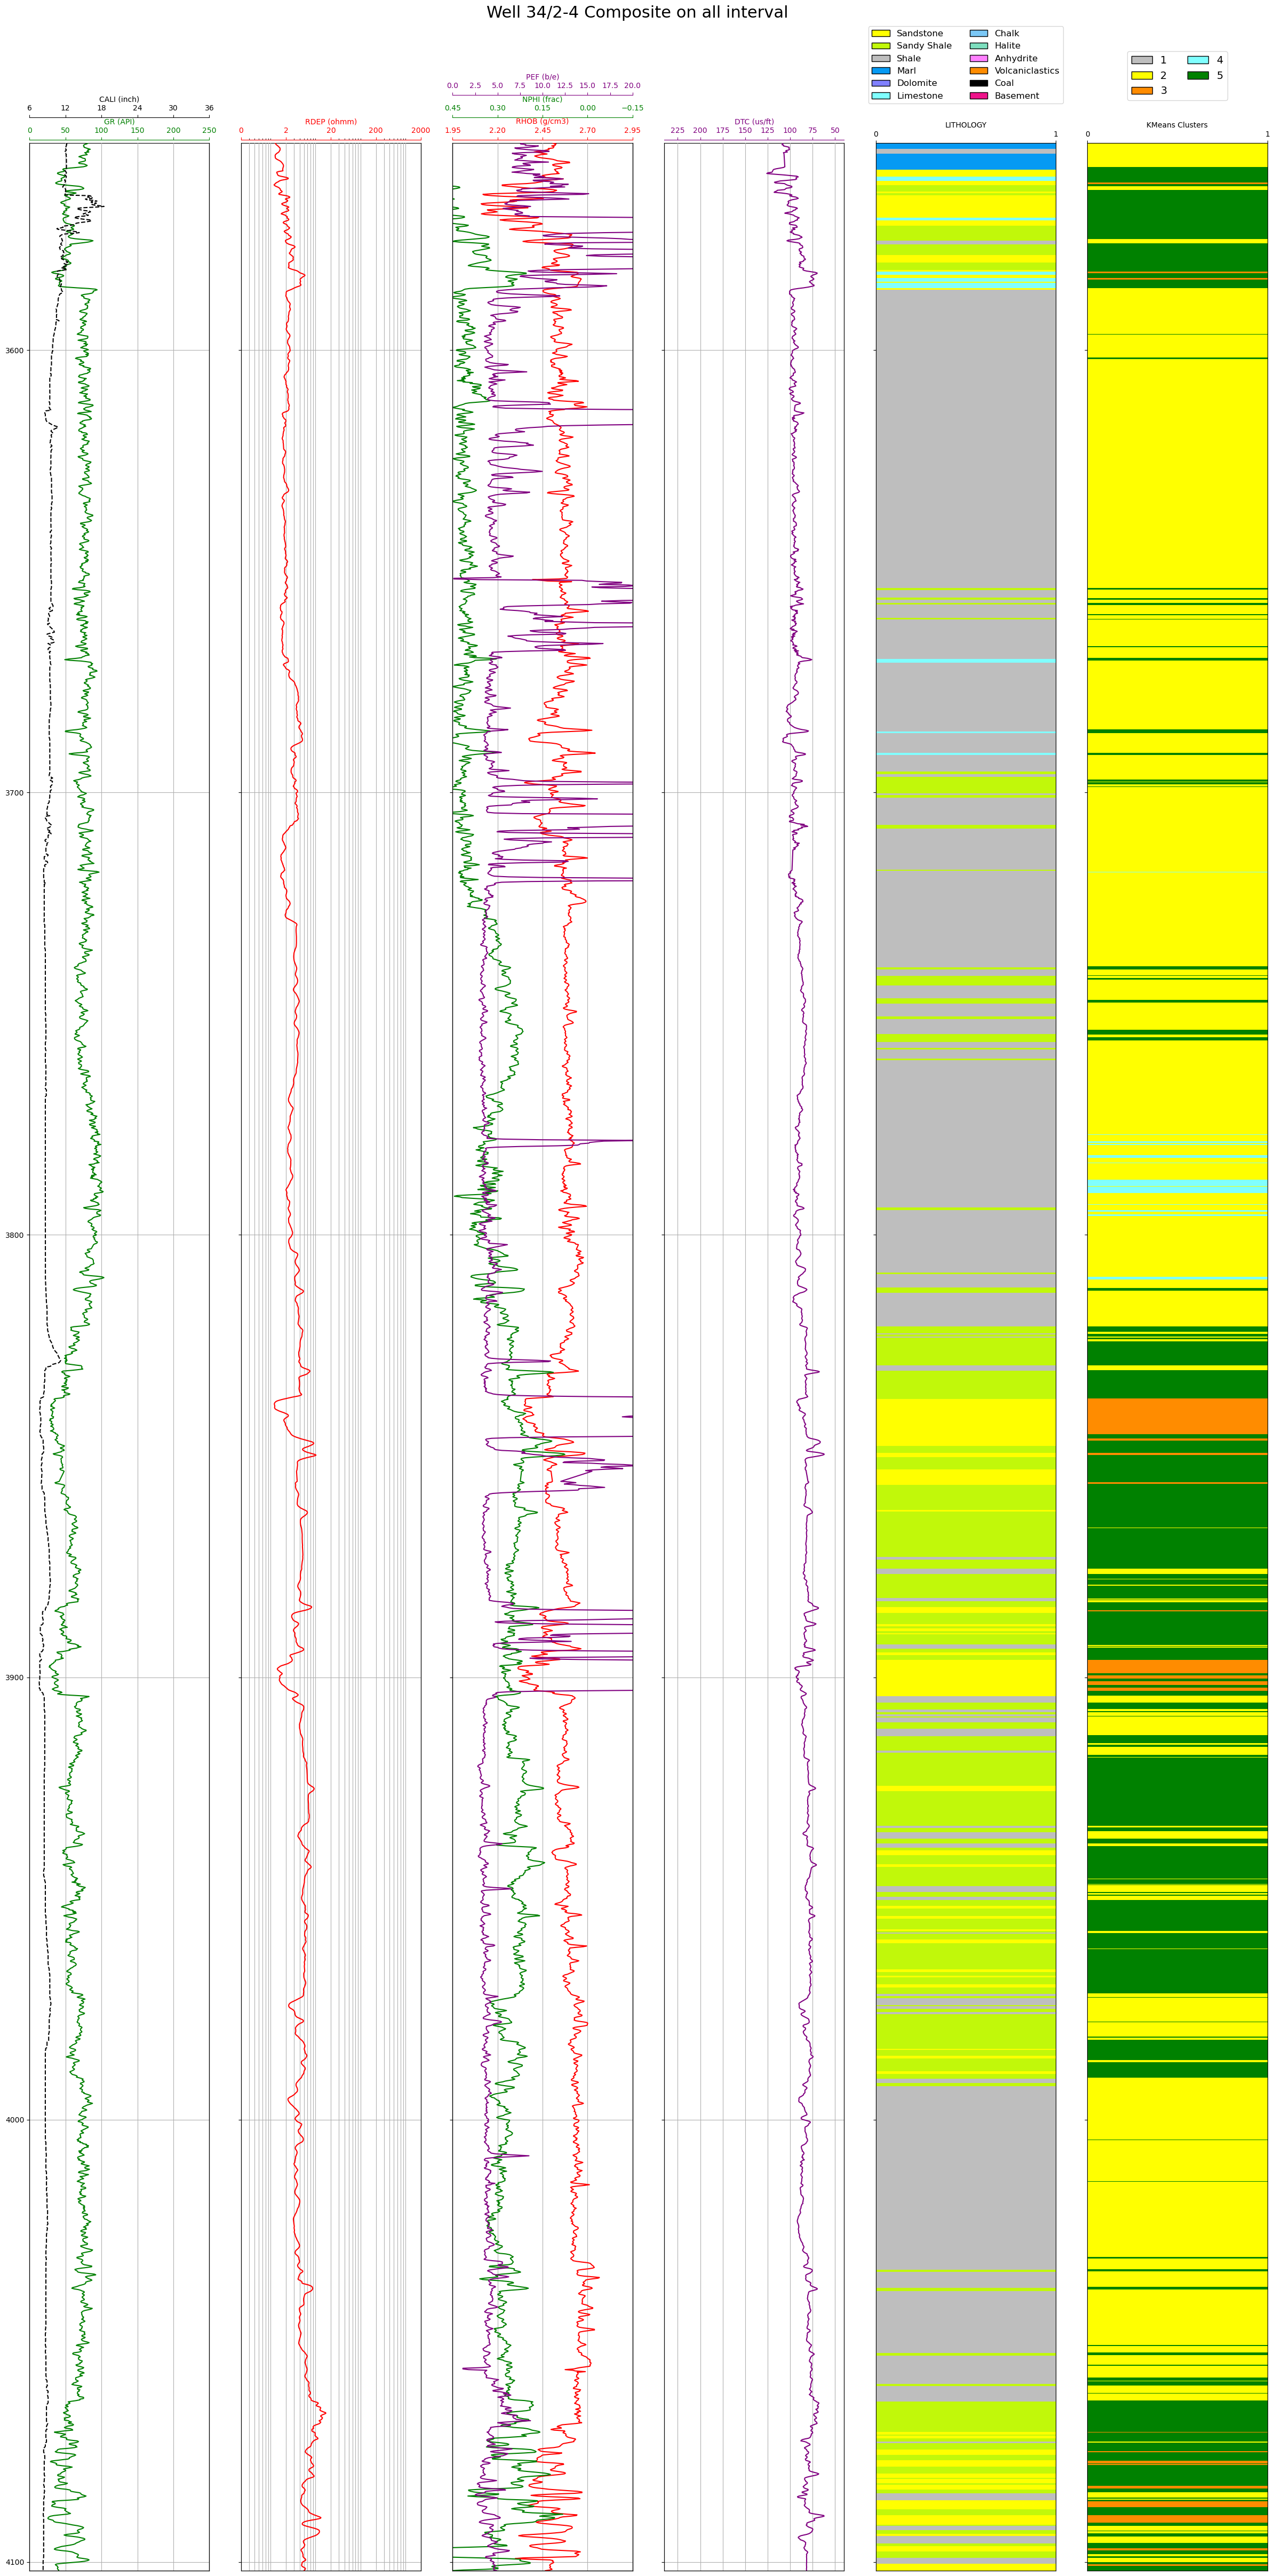 Well 34/2-4 Composite on all interval
Sandstone Chalk
Sandy Shale Halite
Shale Anhydrite
Marl Volcaniclastics
Dolomite Coal
Limestone Basement
1 4
2 5
3
PEF (b/e)
0.0 2.5 5.0 7.5 10.0 12.5 15.0 17.5 20.0
CALI (inch) NPHI (frac)
6 12 18 24 30 36 0.45 0.30 0.15 0.00 −0.15
GR (API) RDEP (ohmm) RHOB (g/cm3) DTC (us/ft) LITHOLOGY KMeans Clusters
0 50 100 150 200 250 0 2 20 200 2000 1.95 2.20 2.45 2.70 2.95 225 200 175 150 125 100 75 50 0 1 0 1
3600
3700
3800
3900
4000
4100